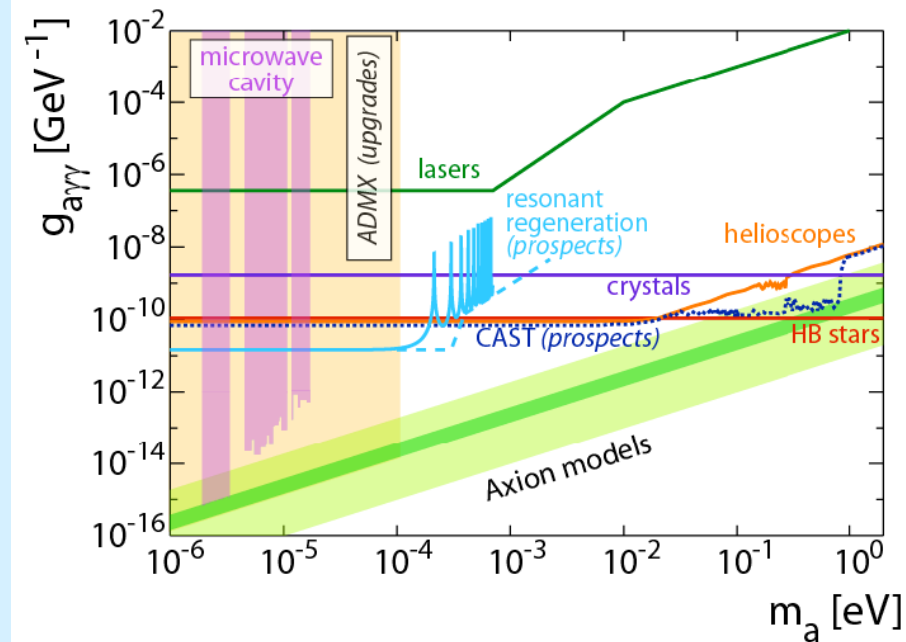 g_aγγ [GeV⁻¹]
10⁻²
10⁻⁴
10⁻⁶
10⁻⁸
10⁻¹⁰
10⁻¹²
10⁻¹⁴
10⁻¹⁶
microwave
cavity
ADMX (upgrades)
lasers
resonant
regeneration
(prospects)
helioscopes
crystals
CAST (prospects)
HB stars
Axion models
10⁻⁶ 10⁻⁵ 10⁻⁴ 10⁻³ 10⁻² 10⁻¹ 10⁰
m_a [eV]